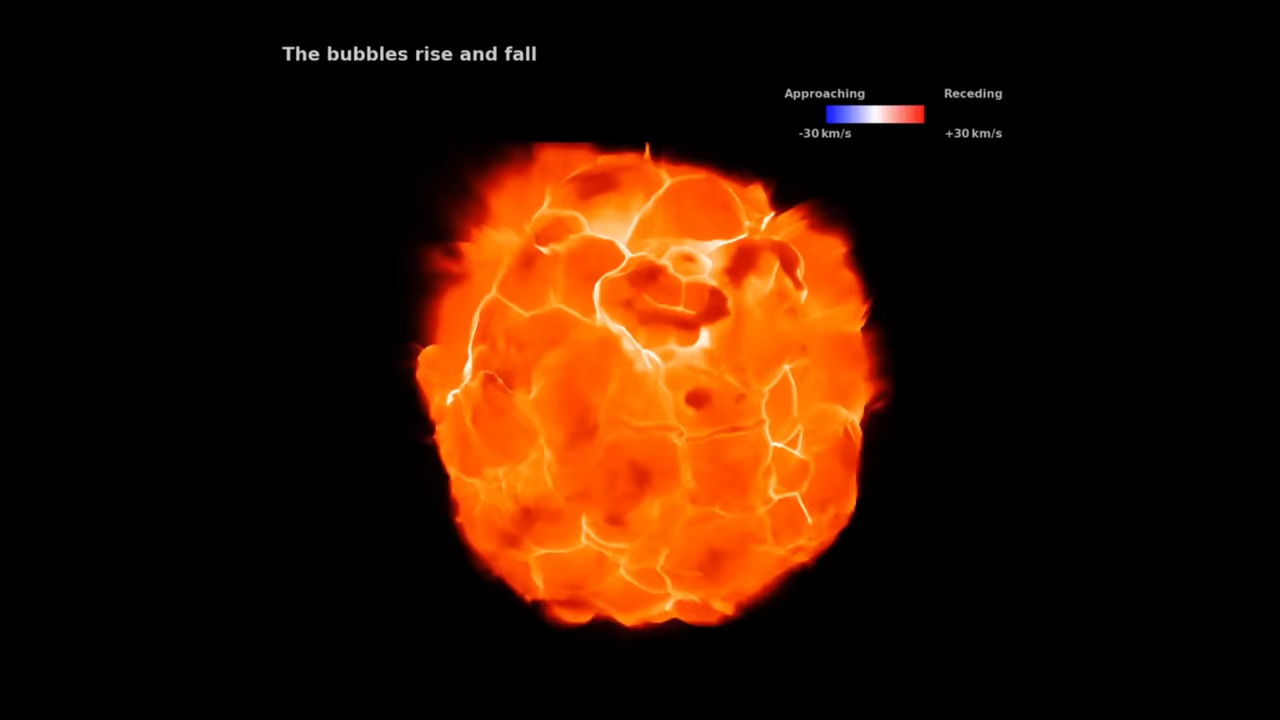 The bubbles rise and fall
Approaching Receding
-30 km/s +30 km/s